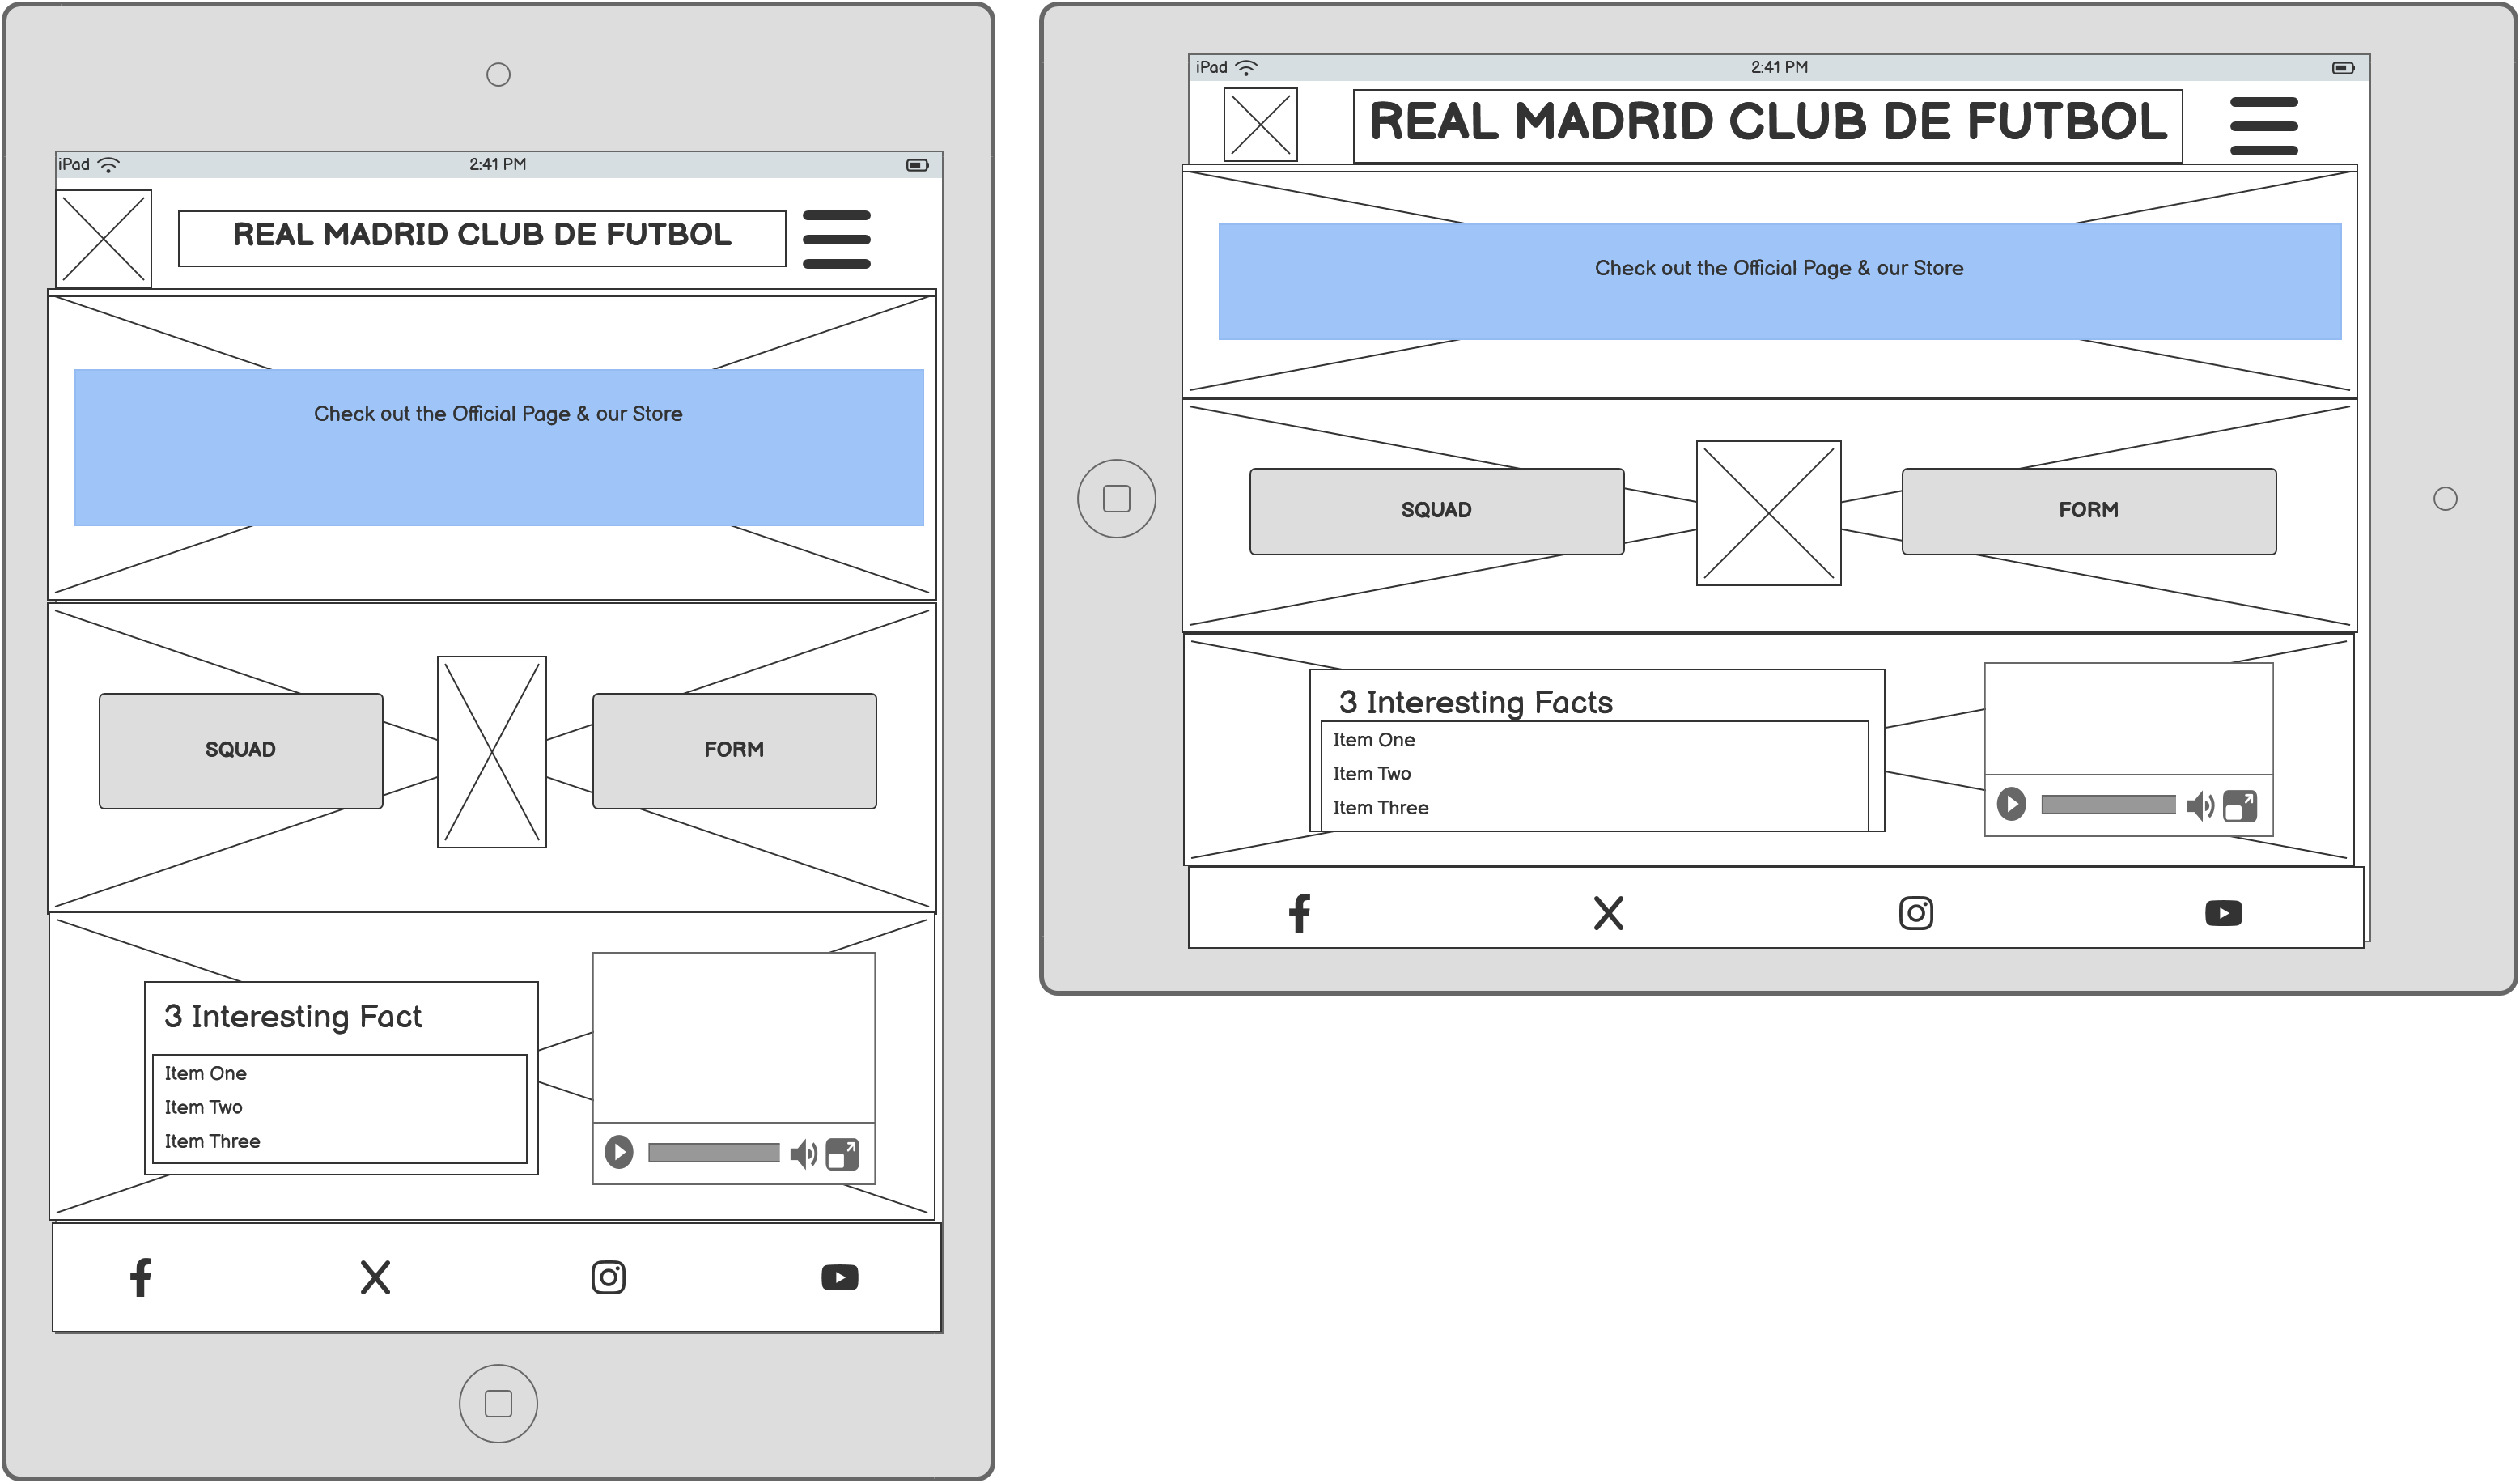 iPad 2:41 PM
REAL MADRID CLUB DE FUTBOL
Check out the Official Page & our Store
SQUAD
FORM
3 Interesting Fact
Item One
Item Two
Item Three
iPad 2:41 PM
REAL MADRID CLUB DE FUTBOL
Check out the Official Page & our Store
SQUAD
FORM
3 Interesting Facts
Item One
Item Two
Item Three